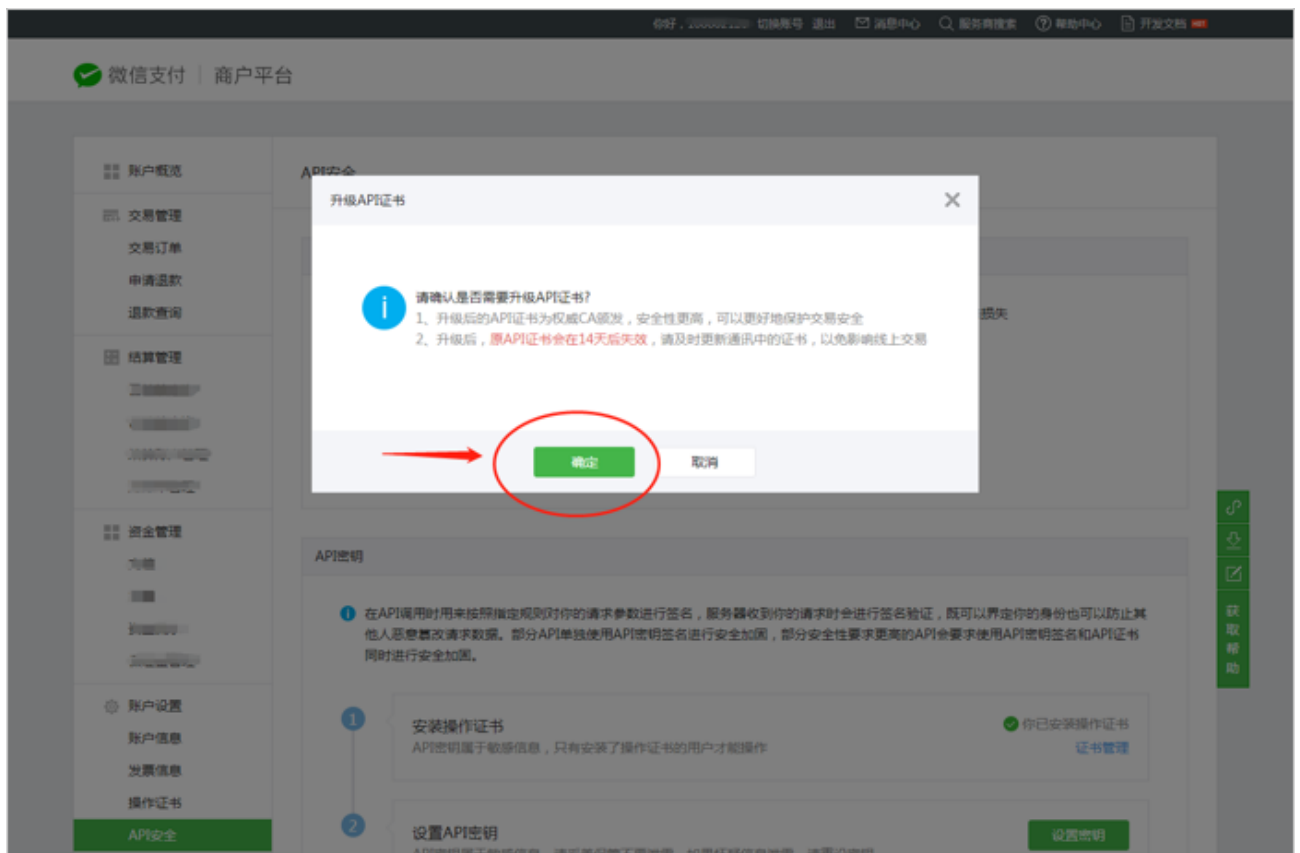 你好，
切换账号 退出 消息中心 服务商搜索 帮助中心 开发文档
微信支付 商户平台
账户概览
交易管理
交易订单
申请退款
退款查询
结算管理
资金管理
账户设置
账户信息
发票信息
操作证书
API安全
API安全
升级API证书
请确认是否需要升级API证书?
1、升级后的API证书为权威CA颁发，安全性更高，可以更好地保护交易安全
2、升级后，原API证书会在14天后失效，请及时更新通讯中的证书，以免影响线上交易
确定 取消
损失
API密钥
在API调用时用来按照指定规则对你的请求参数进行签名，服务器收到你的请求时会进行签名验证，既可以界定你的身份也可以防止其
他人恶意篡改请求数据。部分API单独使用API密钥签名进行安全加固，部分安全性要求更高的API会要求使用API密钥签名和API证书
同时进行安全加固。
1 安装操作证书 你已安装操作证书
API密钥属于敏感信息，只有安装了操作证书的用户才能操作 证书管理
2 设置API密钥 设置密钥
获
取
帮
助